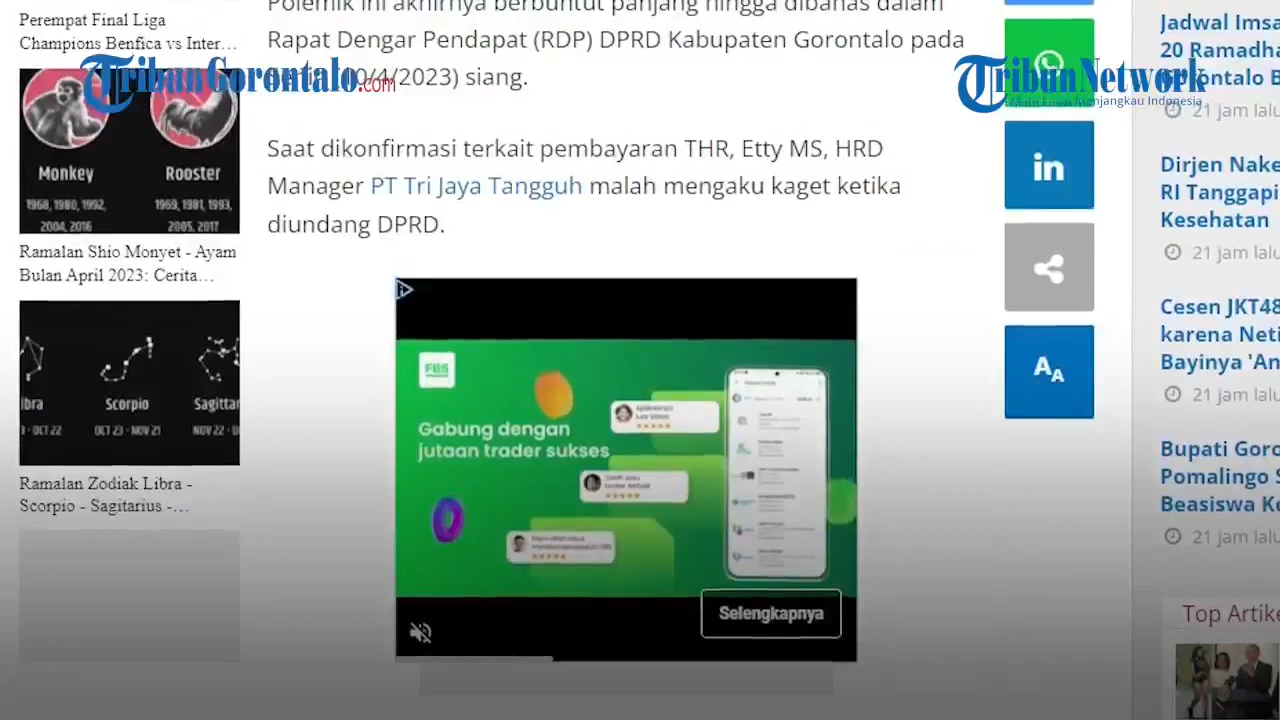 Perempat Final Liga
Champions Benfica vs Inter...
Monkey
1968, 1980, 1992,
2004, 2016
Rooster
1969, 1981, 1993,
2005, 2017
Ramalan Shio Monyet - Ayam
Bulan April 2023: Cerita...
Scorpio
OCT 23 - NOV 21
Ramalan Zodiak Libra -
Scorpio - Sagitarius -...
TribunGorontalo.com
Polemik ini akhirnya berbuntut panjang hingga dibahas dalam
Rapat Dengar Pendapat (RDP) DPRD Kabupaten Gorontalo pada
/4/2023) siang.
Saat dikonfirmasi terkait pembayaran THR, Etty MS, HRD
Manager PT Tri Jaya Tangguh malah mengaku kaget ketika
diundang DPRD.
FBS
Gabung dengan
jutaan trader sukses
Selengkapnya
TribunNetwork
Menjangkau Indonesia
in
AA
Jadwal Imsa
20 Ramadha
21 jam lalu
Dirjen Nake
RI Tanggapi
Kesehatan
21 jam lalu
Cesen JKT48
karena Neti
Bayinya 'An
21 jam lalu
Bupati Goro
Pomalingo S
Beasiswa Ke
21 jam lalu
Top Artike